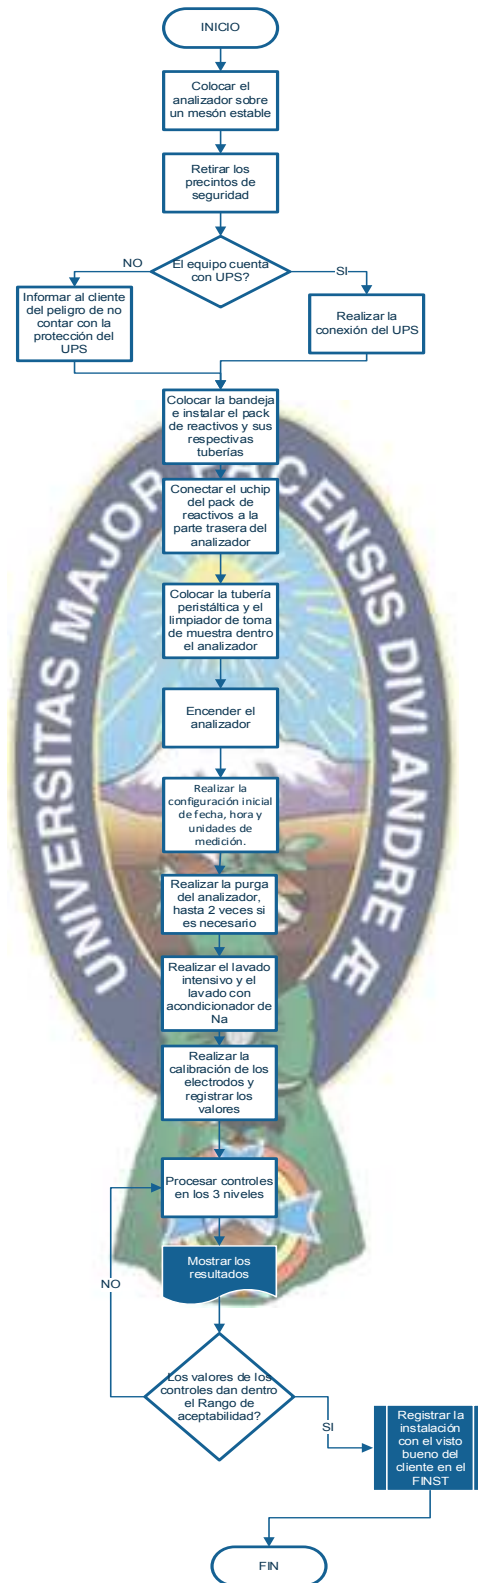 INICIO
Colocar el
analizador sobre
un mesón estable
Retirar los
precintos de
seguridad
El equipo cuenta
con UPS?
NO
SI
Informar al cliente
del peligro de no
contar con la
protección del
UPS
Realizar la
conexión del UPS
Colocar la bandeja
e instalar el pack
de reactivos y sus
respectivas
tuberías
Conectar el uchip
del pack de
reactivos a la
parte trasera del
analizador
Colocar la tubería
peristáltica y el
limpiador de toma
de muestra dentro
el analizador
Encender el
analizador
Realizar la
configuración inicial
de fecha, hora y
unidades de
medición.
Realizar la purga
del analizador,
hasta 2 veces si
es necesario
Realizar el lavado
intensivo y el
lavado con
acondicionador de
Na
Realizar la
calibración de los
electrodos y
registrar los
valores
Procesar controles
en los 3 niveles
Mostrar los
resultados
NO
Los valores de los
controles dan dentro
el Rango de
aceptabilidad?
SI
Registrar la
instalación
con el visto
bueno del
cliente en el
FINST
FIN
UNIVERSITAS MAJOR PACENSIS DIVI ANDRE Æ